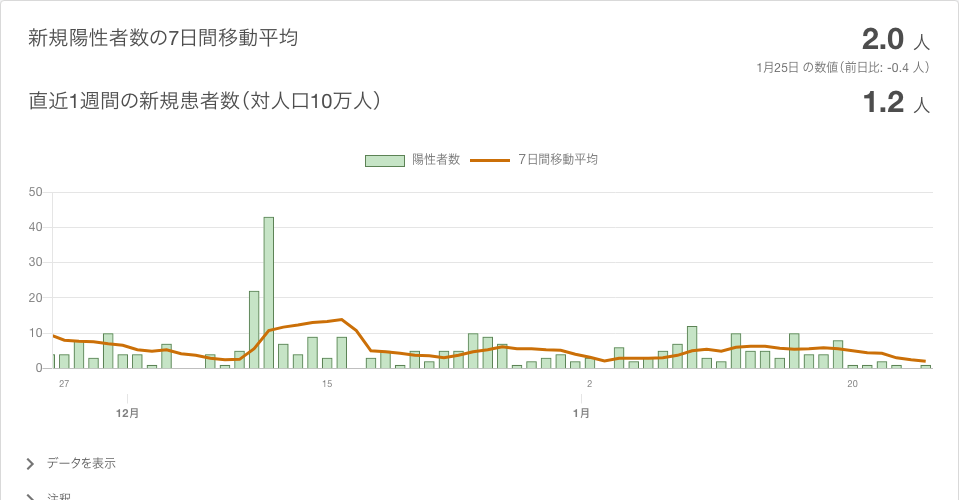 新規陽性者数の7日間移動平均
2.0 人
1月25日 の数値(前日比: -0.4 人)
直近1週間の新規患者数(対人口10万人)
1.2 人
陽性者数 7日間移動平均
50
40
30
20
10
0
27 15 2 20
12月 1月
データを表示
注釈